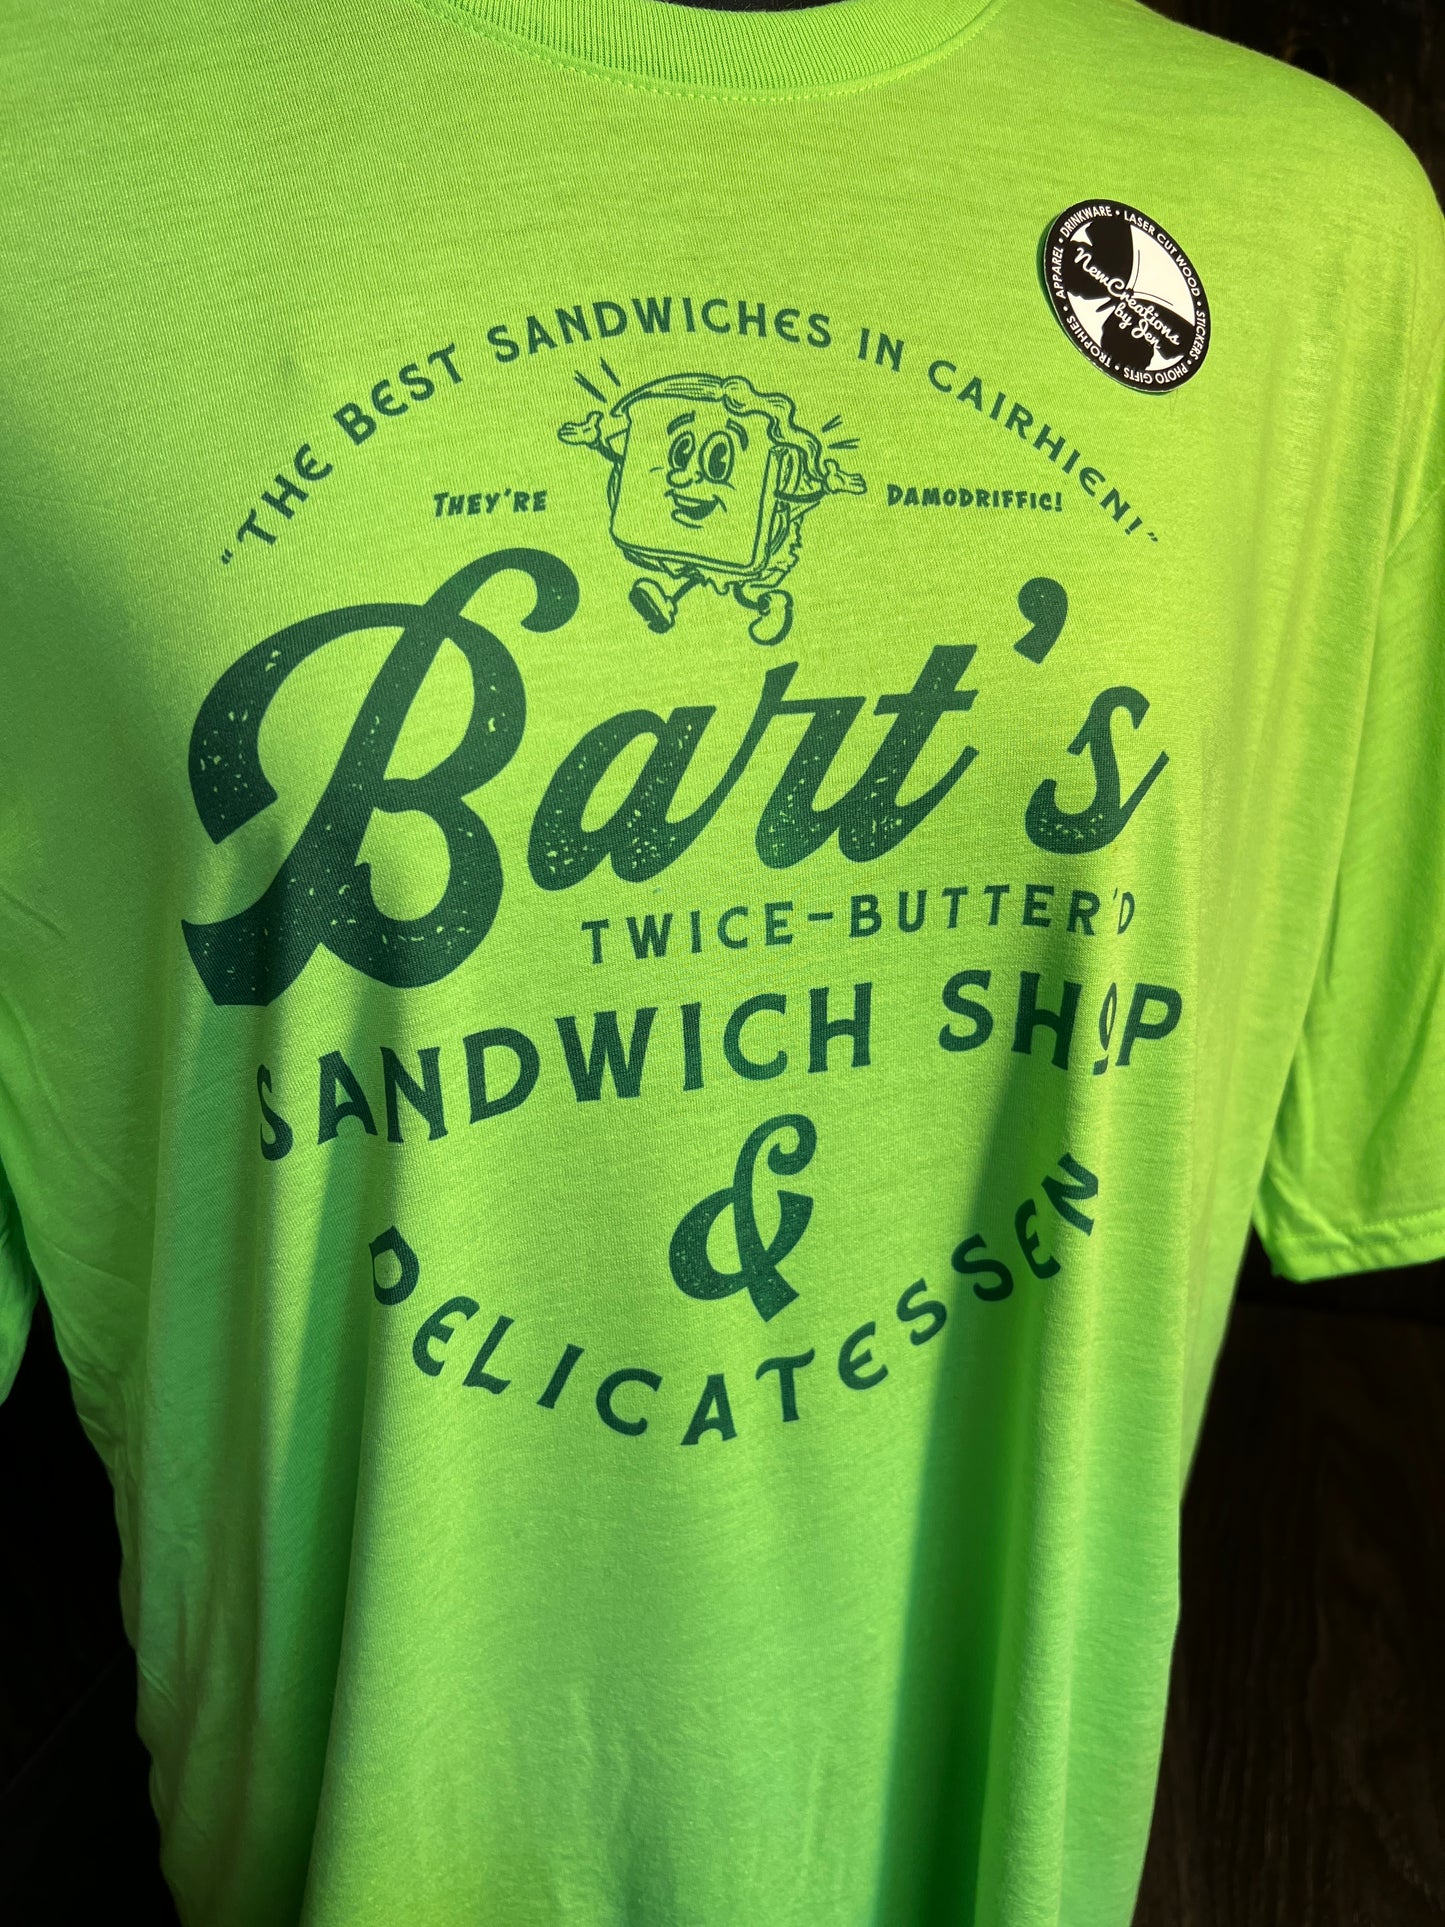 "THE BEST SANDWICHES IN CAIRHIEN!"
THEY'RE DAMODRIFFIC!
Bart's
TWICE-BUTTER'D
SANDWICH SHOP
&
DELICATESSEN
NewCreations
by Jen
APPAREL • DRINKWARE • LASER CUT WOOD • STICKERS • PHOTO GIFTS • TROPHIES •